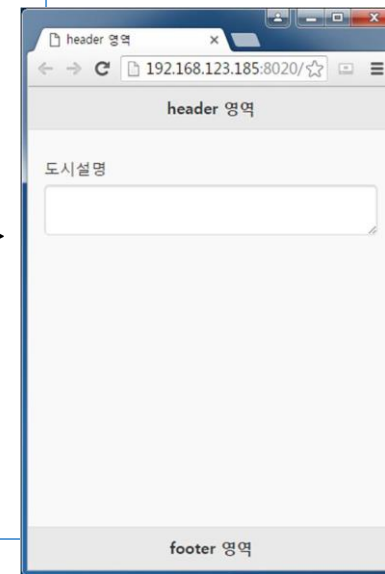 header 영역
192.168.123.185:8020/
header 영역
도시설명
footer 영역